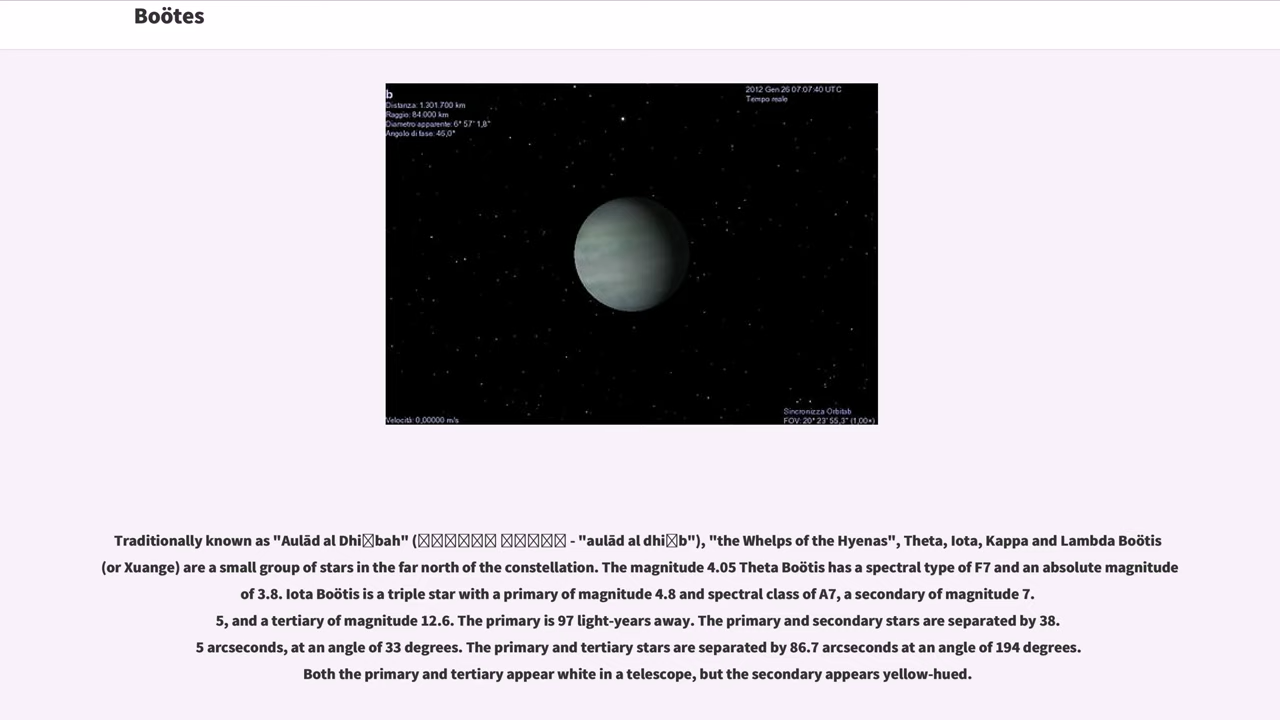 Boötes
b
Distanza: 1.301.700 km
Raggio: 84.000 km
Diametro apparente: 6° 57' 1,8"
Angolo di fase: 46,0°
2012 Gen 26 07:07:40 UTC
Tempo reale
Velocità: 0,00000 m/s
Sincronizza Orbita b
FOV: 20° 23' 55,3" (1,00×)
Traditionally known as "Aulād al Dhi□bah" (□□□□□□ □□□□□ - "aulād al dhi□b"), "the Whelps of the Hyenas", Theta, Iota, Kappa and Lambda Boötis
(or Xuange) are a small group of stars in the far north of the constellation. The magnitude 4.05 Theta Boötis has a spectral type of F7 and an absolute magnitude
of 3.8. Iota Boötis is a triple star with a primary of magnitude 4.8 and spectral class of A7, a secondary of magnitude 7.
5, and a tertiary of magnitude 12.6. The primary is 97 light-years away. The primary and secondary stars are separated by 38.
5 arcseconds, at an angle of 33 degrees. The primary and tertiary stars are separated by 86.7 arcseconds at an angle of 194 degrees.
Both the primary and tertiary appear white in a telescope, but the secondary appears yellow-hued.